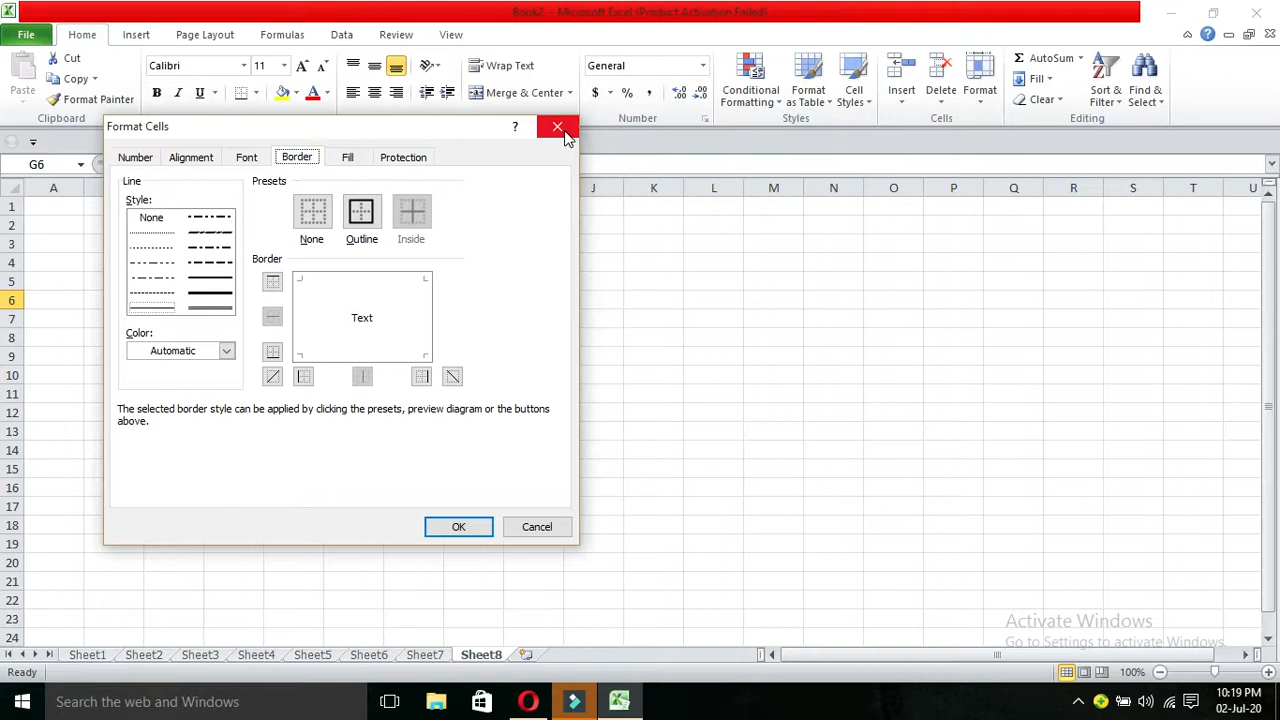 Book2 - Microsoft Excel (Product Activation Failed)
File Home Insert Page Layout Formulas Data Review View
Paste
Cut
Copy
Format Painter
Clipboard
Calibri 11
B I U A
Wrap Text
Merge & Center
General
$ % ,
Number
Conditional Formatting
Format as Table
Cell Styles
Styles
Insert Delete Format
Cells
Σ AutoSum
Fill
Clear
Sort & Filter
Find & Select
G6
Format Cells
?
Number Alignment Font Border Fill Protection
Line
Style:
None
Color:
Automatic
Presets
None Outline Inside
Border
Text
The selected border style can be applied by clicking the presets, preview diagram or the buttons
above.
OK Cancel
A J K L M N O P Q R S T U
1
2
3
4
5
6
7
8
9
10
11
12
13
14
15
16
17
18
19
20
21
22
23
24
Activate Windows
Go to Settings to activate Windows.
Sheet1 Sheet2 Sheet3 Sheet4 Sheet5 Sheet6 Sheet7 Sheet8
Ready
100%
Search the web and Windows
10:19 PM
02-Jul-20